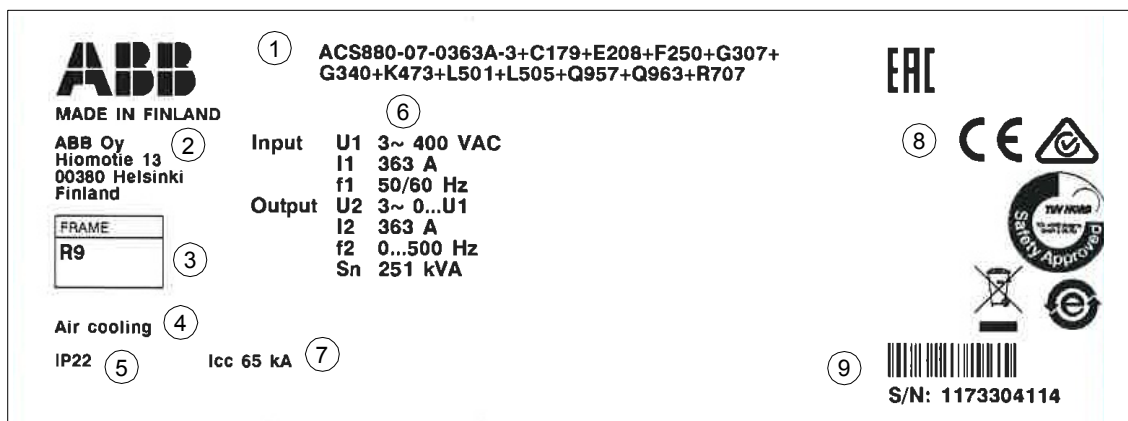 ABB
MADE IN FINLAND
ABB Oy
Hiomotie 13
00380 Helsinki
Finland
2
FRAME
R9
3
Air cooling 4
IP22 5
Icc 65 kA 7
1 ACS880-07-0363A-3+C179+E208+F250+G307+
G340+K473+L501+L505+Q957+Q963+R707
6
Input U1 3~ 400 VAC
I1 363 A
f1 50/60 Hz
Output U2 3~ 0...U1
I2 363 A
f2 0...500 Hz
Sn 251 kVA
EAC
8 CE
TUV NORD
Safety Approved
e
9
S/N: 1173304114